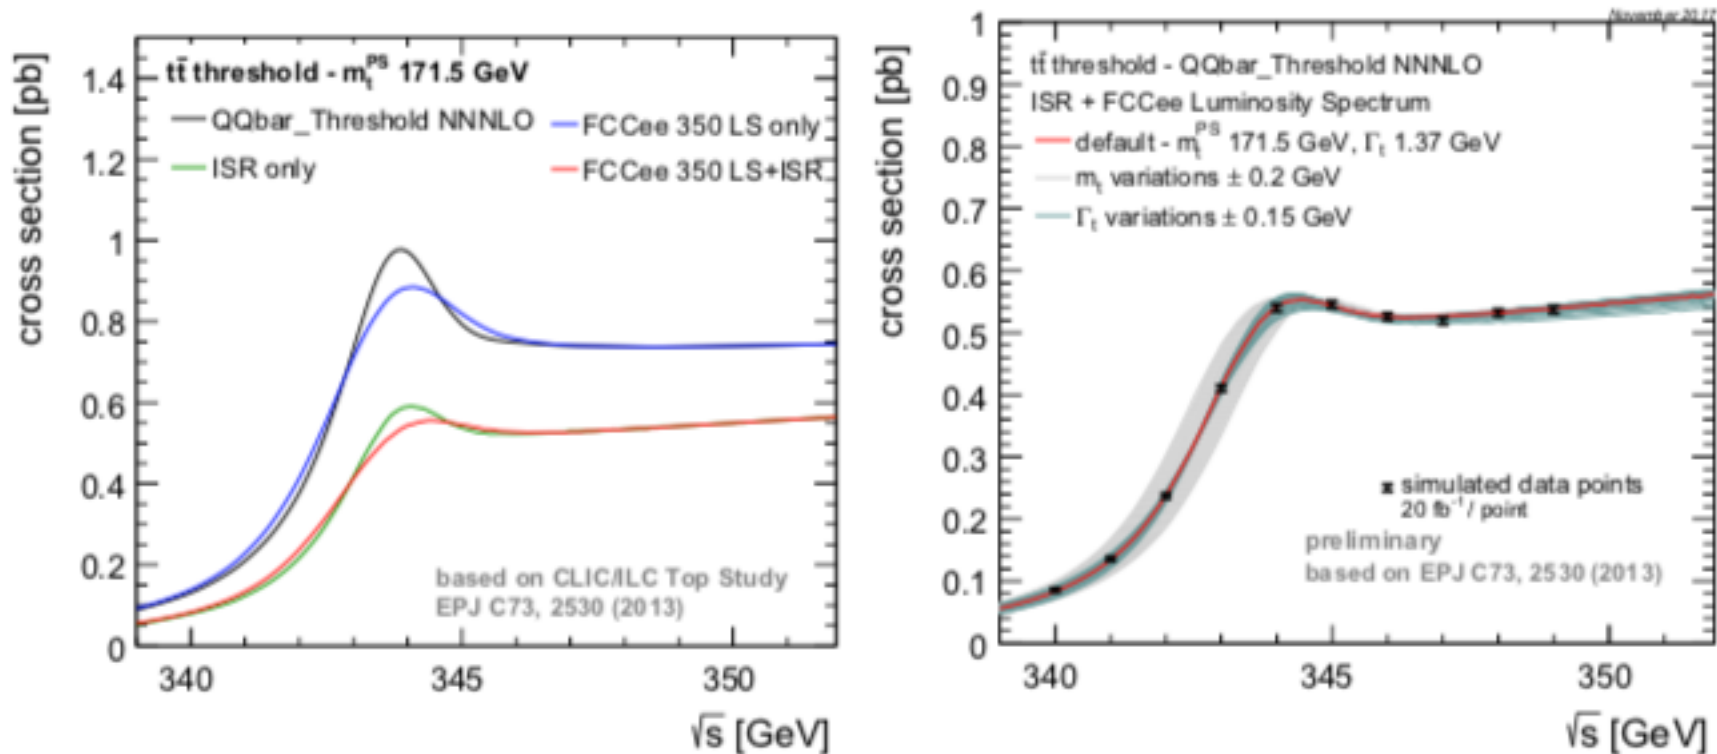 tt̄ threshold - m_t^PS 171.5 GeV
QQbar_Threshold NNNLO
FCCee 350 LS only
ISR only
FCCee 350 LS+ISR
based on CLIC/ILC Top Study
EPJ C73, 2530 (2013)
cross section [pb]
1.4
1.2
1
0.8
0.6
0.4
0.2
0
340
345
350
√s [GeV]
November 2017
tt̄ threshold - QQbar_Threshold NNNLO
ISR + FCCee Luminosity Spectrum
default - m_t^PS 171.5 GeV, Γ_t 1.37 GeV
m_t variations ± 0.2 GeV
Γ_t variations ± 0.15 GeV
simulated data points
20 fb⁻¹ / point
preliminary
based on EPJ C73, 2530 (2013)
cross section [pb]
1
0.9
0.8
0.7
0.6
0.5
0.4
0.3
0.2
0.1
0
340
345
350
√s [GeV]